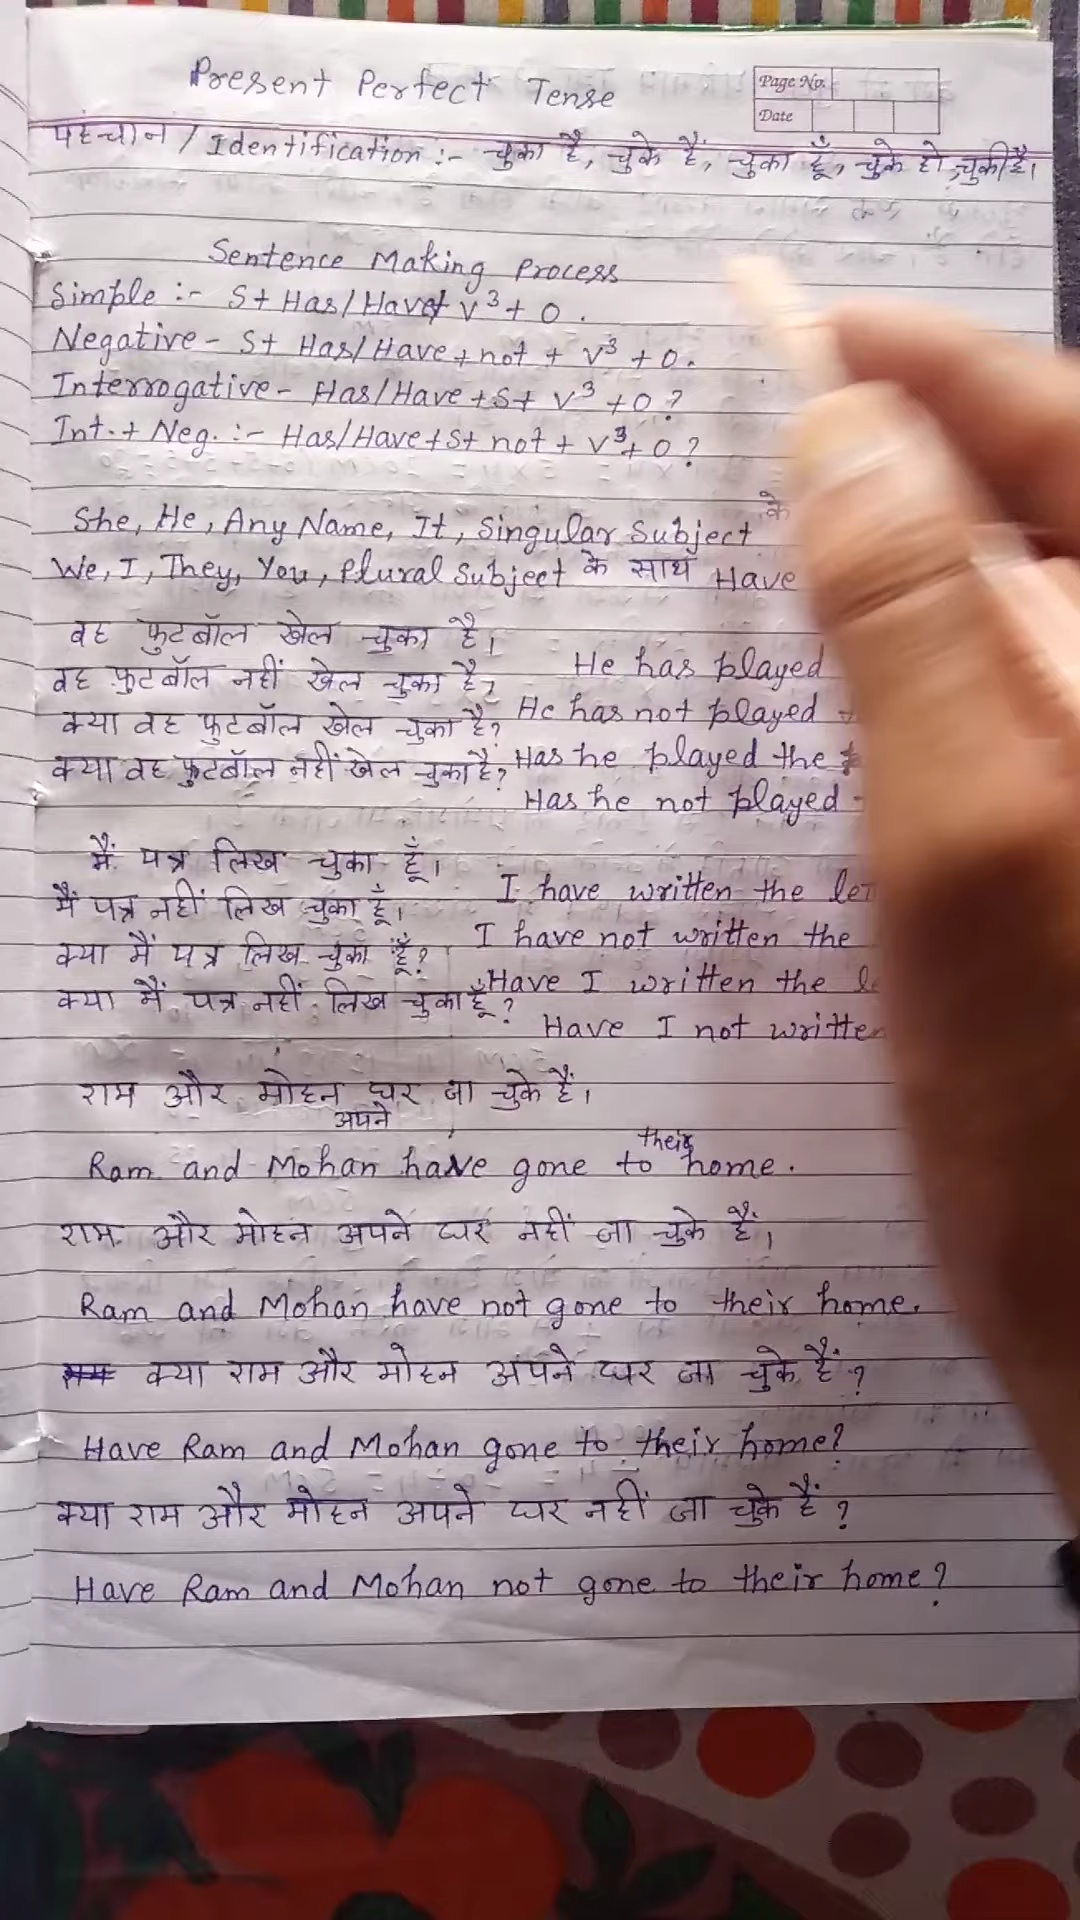 Present Perfect Tense
Page No.
Date
पहचान / Identification :- चुका है, चुके हैं, चुका हूँ, चुके हो, चुकी है।
Sentence Making Process
Simple :- S + Has/Have + V³ + O.
Negative - S + Has/Have + not + V³ + O.
Interrogative - Has/Have + S + V³ + O ?
Int. + Neg. :- Has/Have + S + not + V³ + O ?
She, He, Any Name, It, Singular Subject के
We, I, They, You, Plural Subject के साथ Have
वह फुटबॉल खेल चुका है।
He has played
वह फुटबॉल नहीं खेल चुका है,
He has not played
क्या वह फुटबॉल खेल चुका है?
Has he played the
क्या वह फुटबॉल नहीं खेल चुका है?
Has he not played
मैं पत्र लिख चुका हूँ।
I have written the let
मैं पत्र नहीं लिख चुका हूँ।
I have not written the
क्या मैं पत्र लिख चुका हूँ?
Have I written the le
क्या मैं पत्र नहीं लिख चुका हूँ?
Have I not written
राम और मोहन अपने घर जा चुके हैं।
Ram and Mohan have gone to their home.
राम और मोहन अपने घर नहीं जा चुके हैं,
Ram and Mohan have not gone to their home.
क्या राम और मोहन अपने घर जा चुके हैं?
Have Ram and Mohan gone to their home?
क्या राम और मोहन अपने घर नहीं जा चुके हैं?
Have Ram and Mohan not gone to their home?